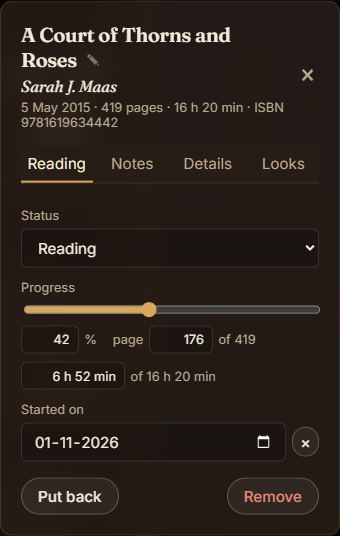 A Court of Thorns and
Roses
Sarah J. Maas
5 May 2015 · 419 pages · 16 h 20 min · ISBN
9781619634442
Reading Notes Details Looks
Status
Reading
Progress
42 % page 176 of 419
6 h 52 min of 16 h 20 min
Started on
01-11-2026 ×
Put back Remove